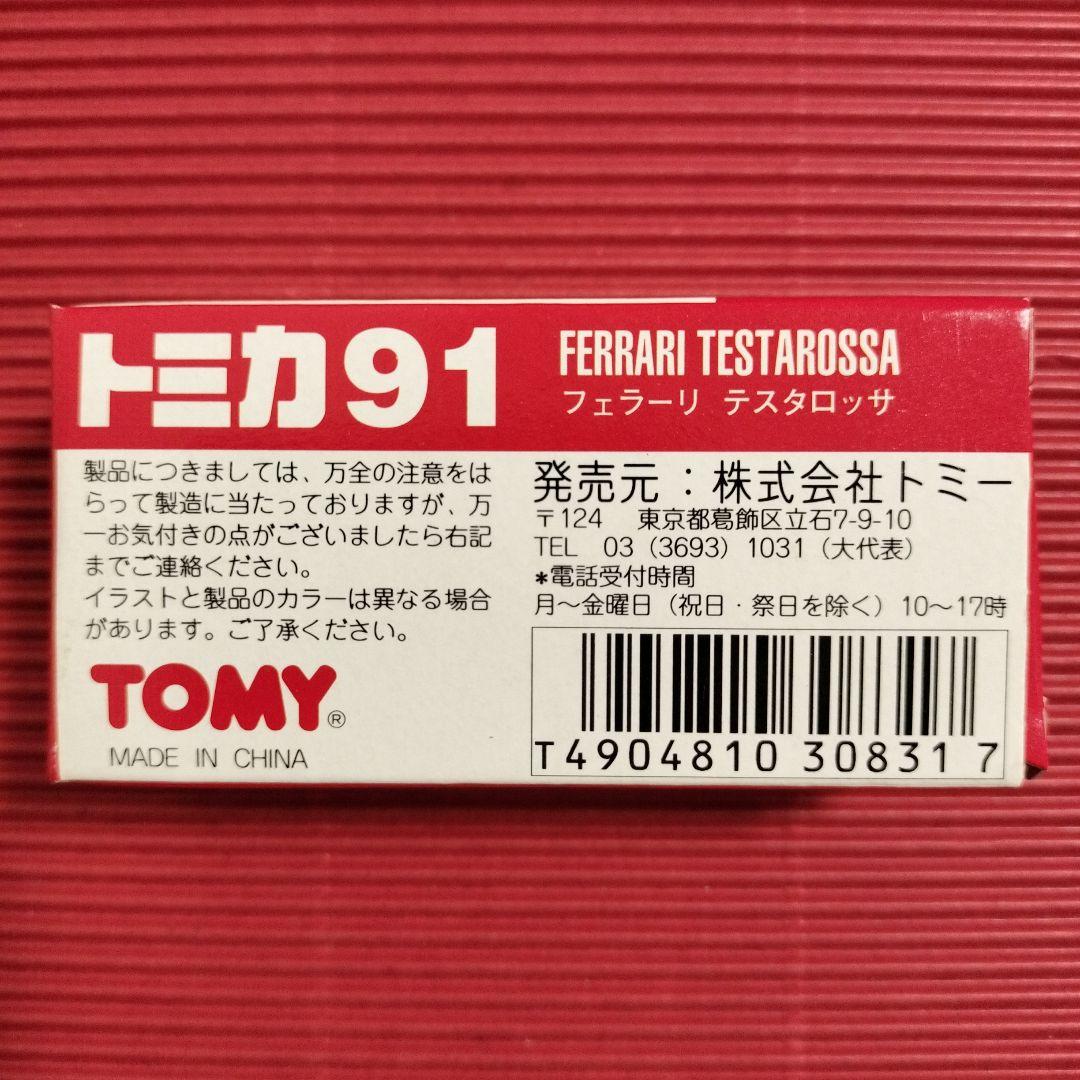 トミカ91
FERRARI TESTAROSSA
フェラーリ テスタロッサ
製品につきましては、万全の注意をは
らって製造に当たっておりますが、万
一お気付きの点がございましたら右記
までご連絡ください。
イラストと製品のカラーは異なる場合
があります。ご了承ください。
TOMY®
MADE IN CHINA
発売元：株式会社トミー
〒124 東京都葛飾区立石7-9-10
TEL 03（3693）1031（大代表）
*電話受付時間
月～金曜日（祝日・祭日を除く）10～17時
T4904810 30831 7